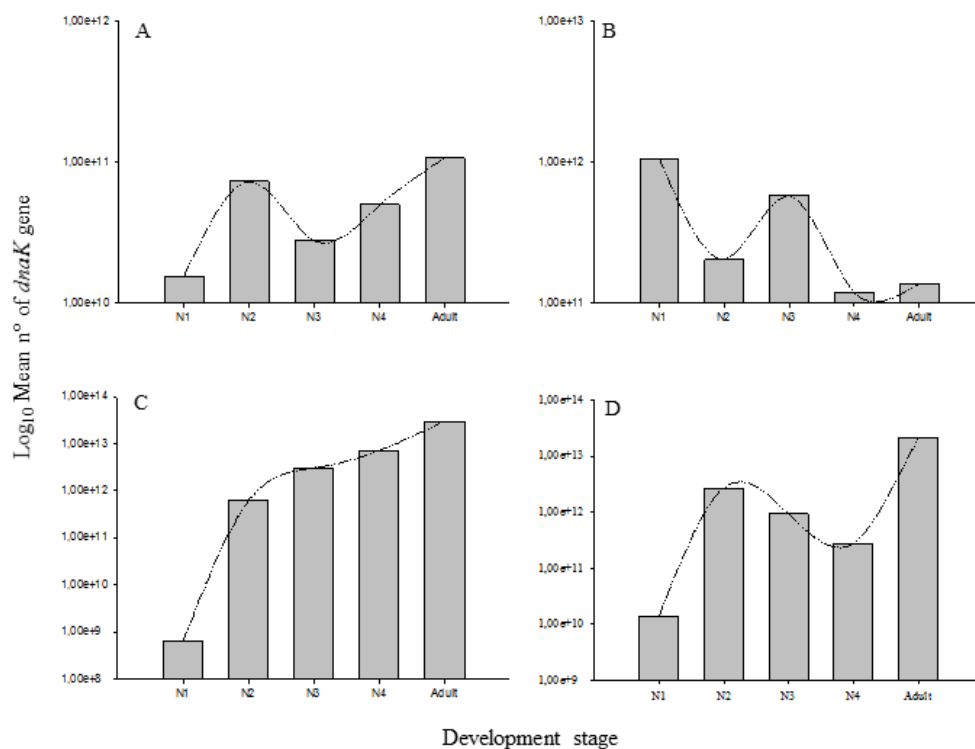 Log10 Mean nº of dnaK gene
A
1,00e+12
1,00e+11
1,00e+10
N1 N2 N3 N4 Adult
B
1,00e+13
1,00e+12
1,00e+11
N1 N2 N3 N4 Adult
C
1,00e+14
1,00e+13
1,00e+12
1,00e+11
1,00e+10
1,00e+9
1,00e+8
N1 N2 N3 N4 Adult
D
1,00e+14
1,00e+13
1,00e+12
1,00e+11
1,00e+10
1,00e+9
N1 N2 N3 N4 Adult
Development stage